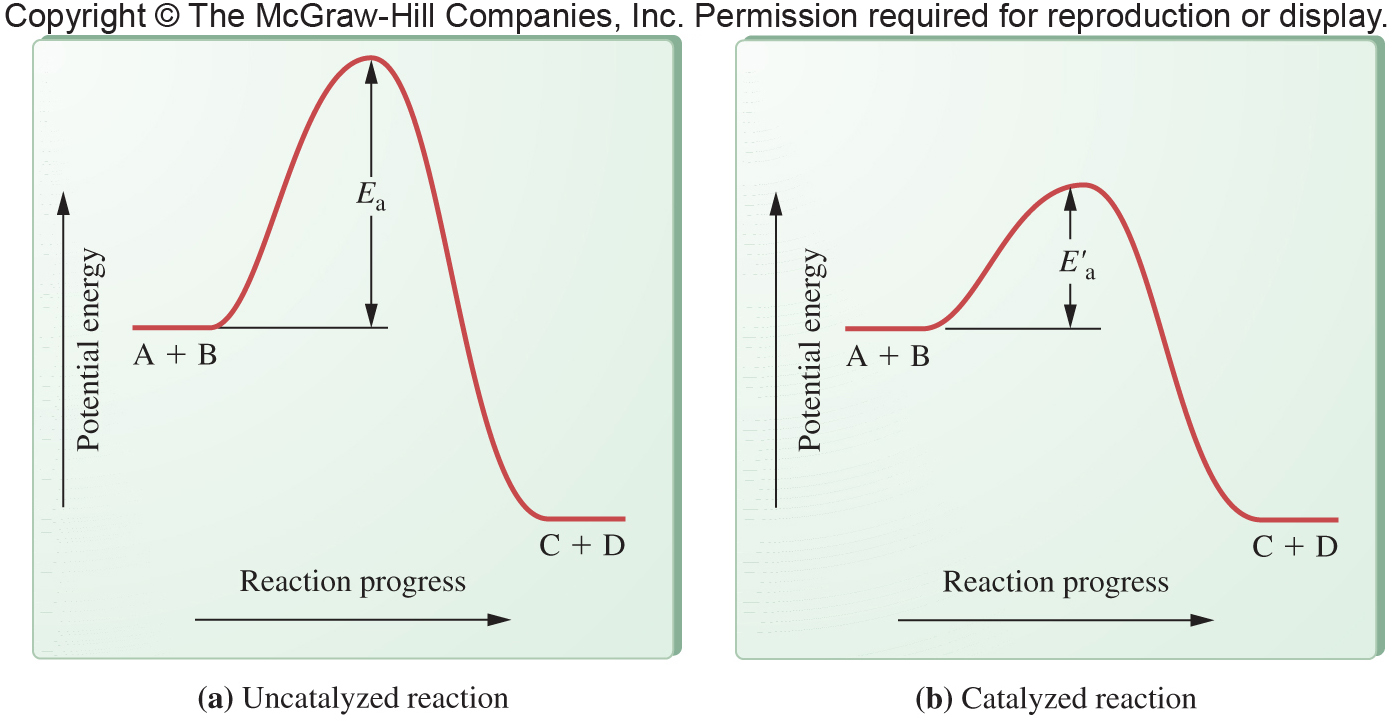 Copyright © The McGraw-Hill Companies, Inc. Permission required for reproduction or display.
Potential energy
Eₐ
A + B
C + D
Reaction progress
(a) Uncatalyzed reaction
Potential energy
E′ₐ
A + B
C + D
Reaction progress
(b) Catalyzed reaction